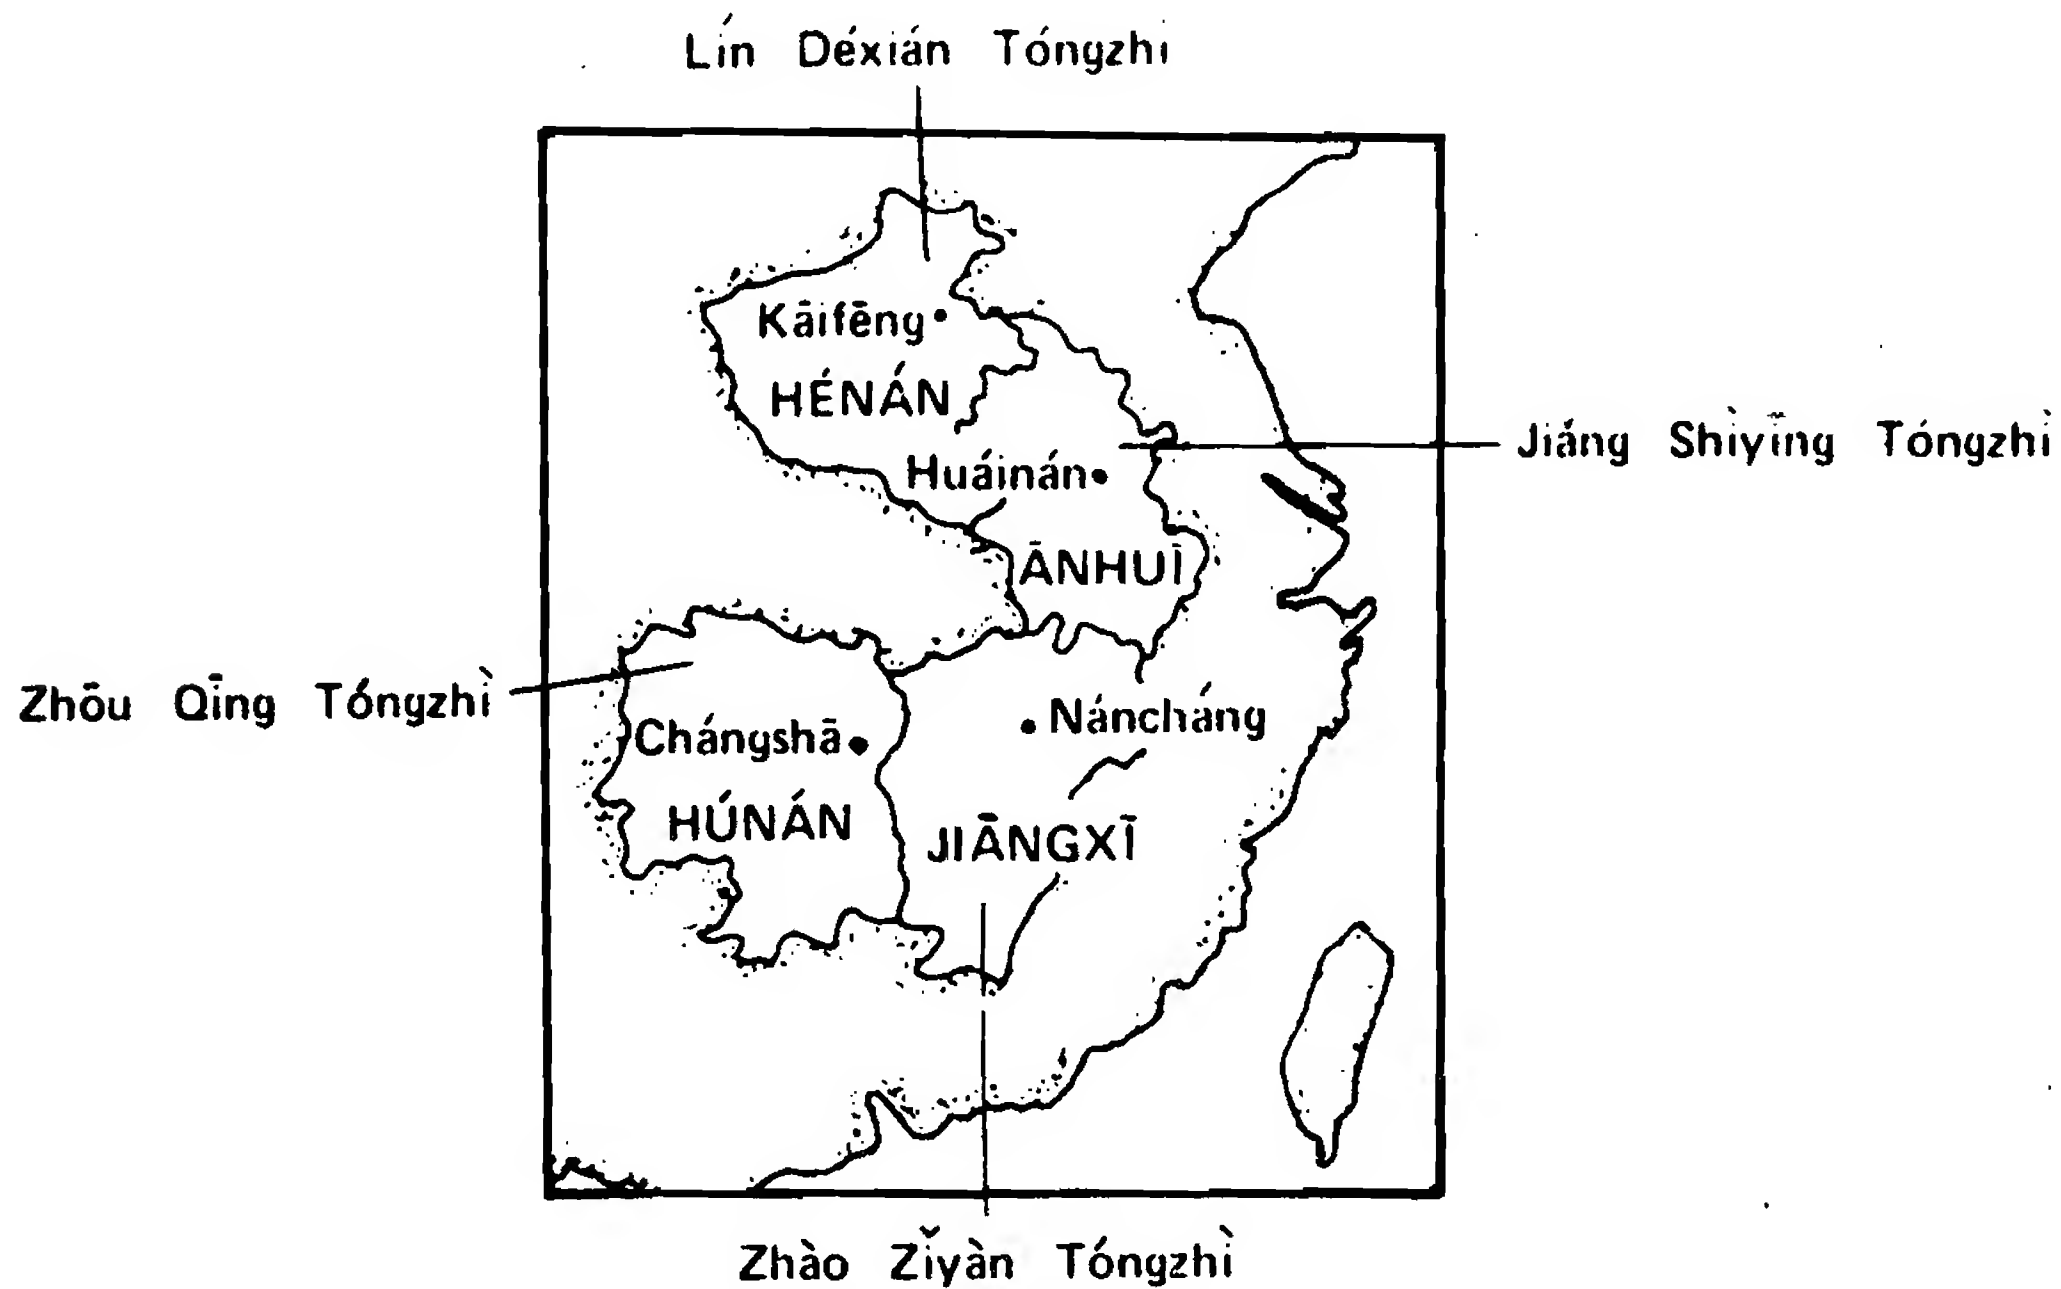 Lín Déxián Tóngzhì
Kāifēng
HÉNÁN
Jiáng Shìyīng Tóngzhì
Huáinán
ĀNHUĪ
Zhōu Qīng Tóngzhì
Nánchάng
Chángshā
HÚNÁN
JIĀNGXĪ
Zhào Zǐyàn Tóngzhì